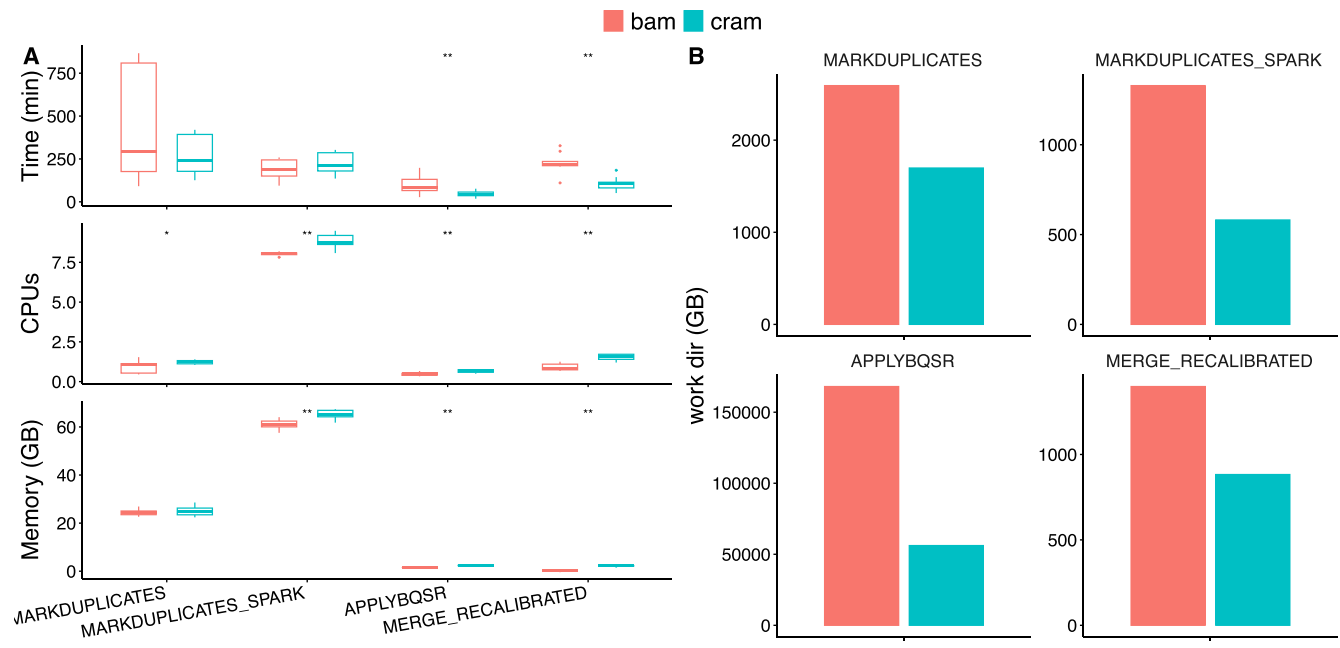 bam cram
A
Time (min)
750
500
250
0
** **
CPUs
7.5
5.0
2.5
0.0
* ** ** **
Memory (GB)
60
40
20
0
** ** **
MARKDUPLICATES
MARKDUPLICATES_SPARK
APPLYBQSR
MERGE_RECALIBRATED
B
work dir (GB)
MARKDUPLICATES
2000
1000
0
MARKDUPLICATES_SPARK
1000
500
0
APPLYBQSR
150000
100000
50000
0
MERGE_RECALIBRATED
1000
500
0